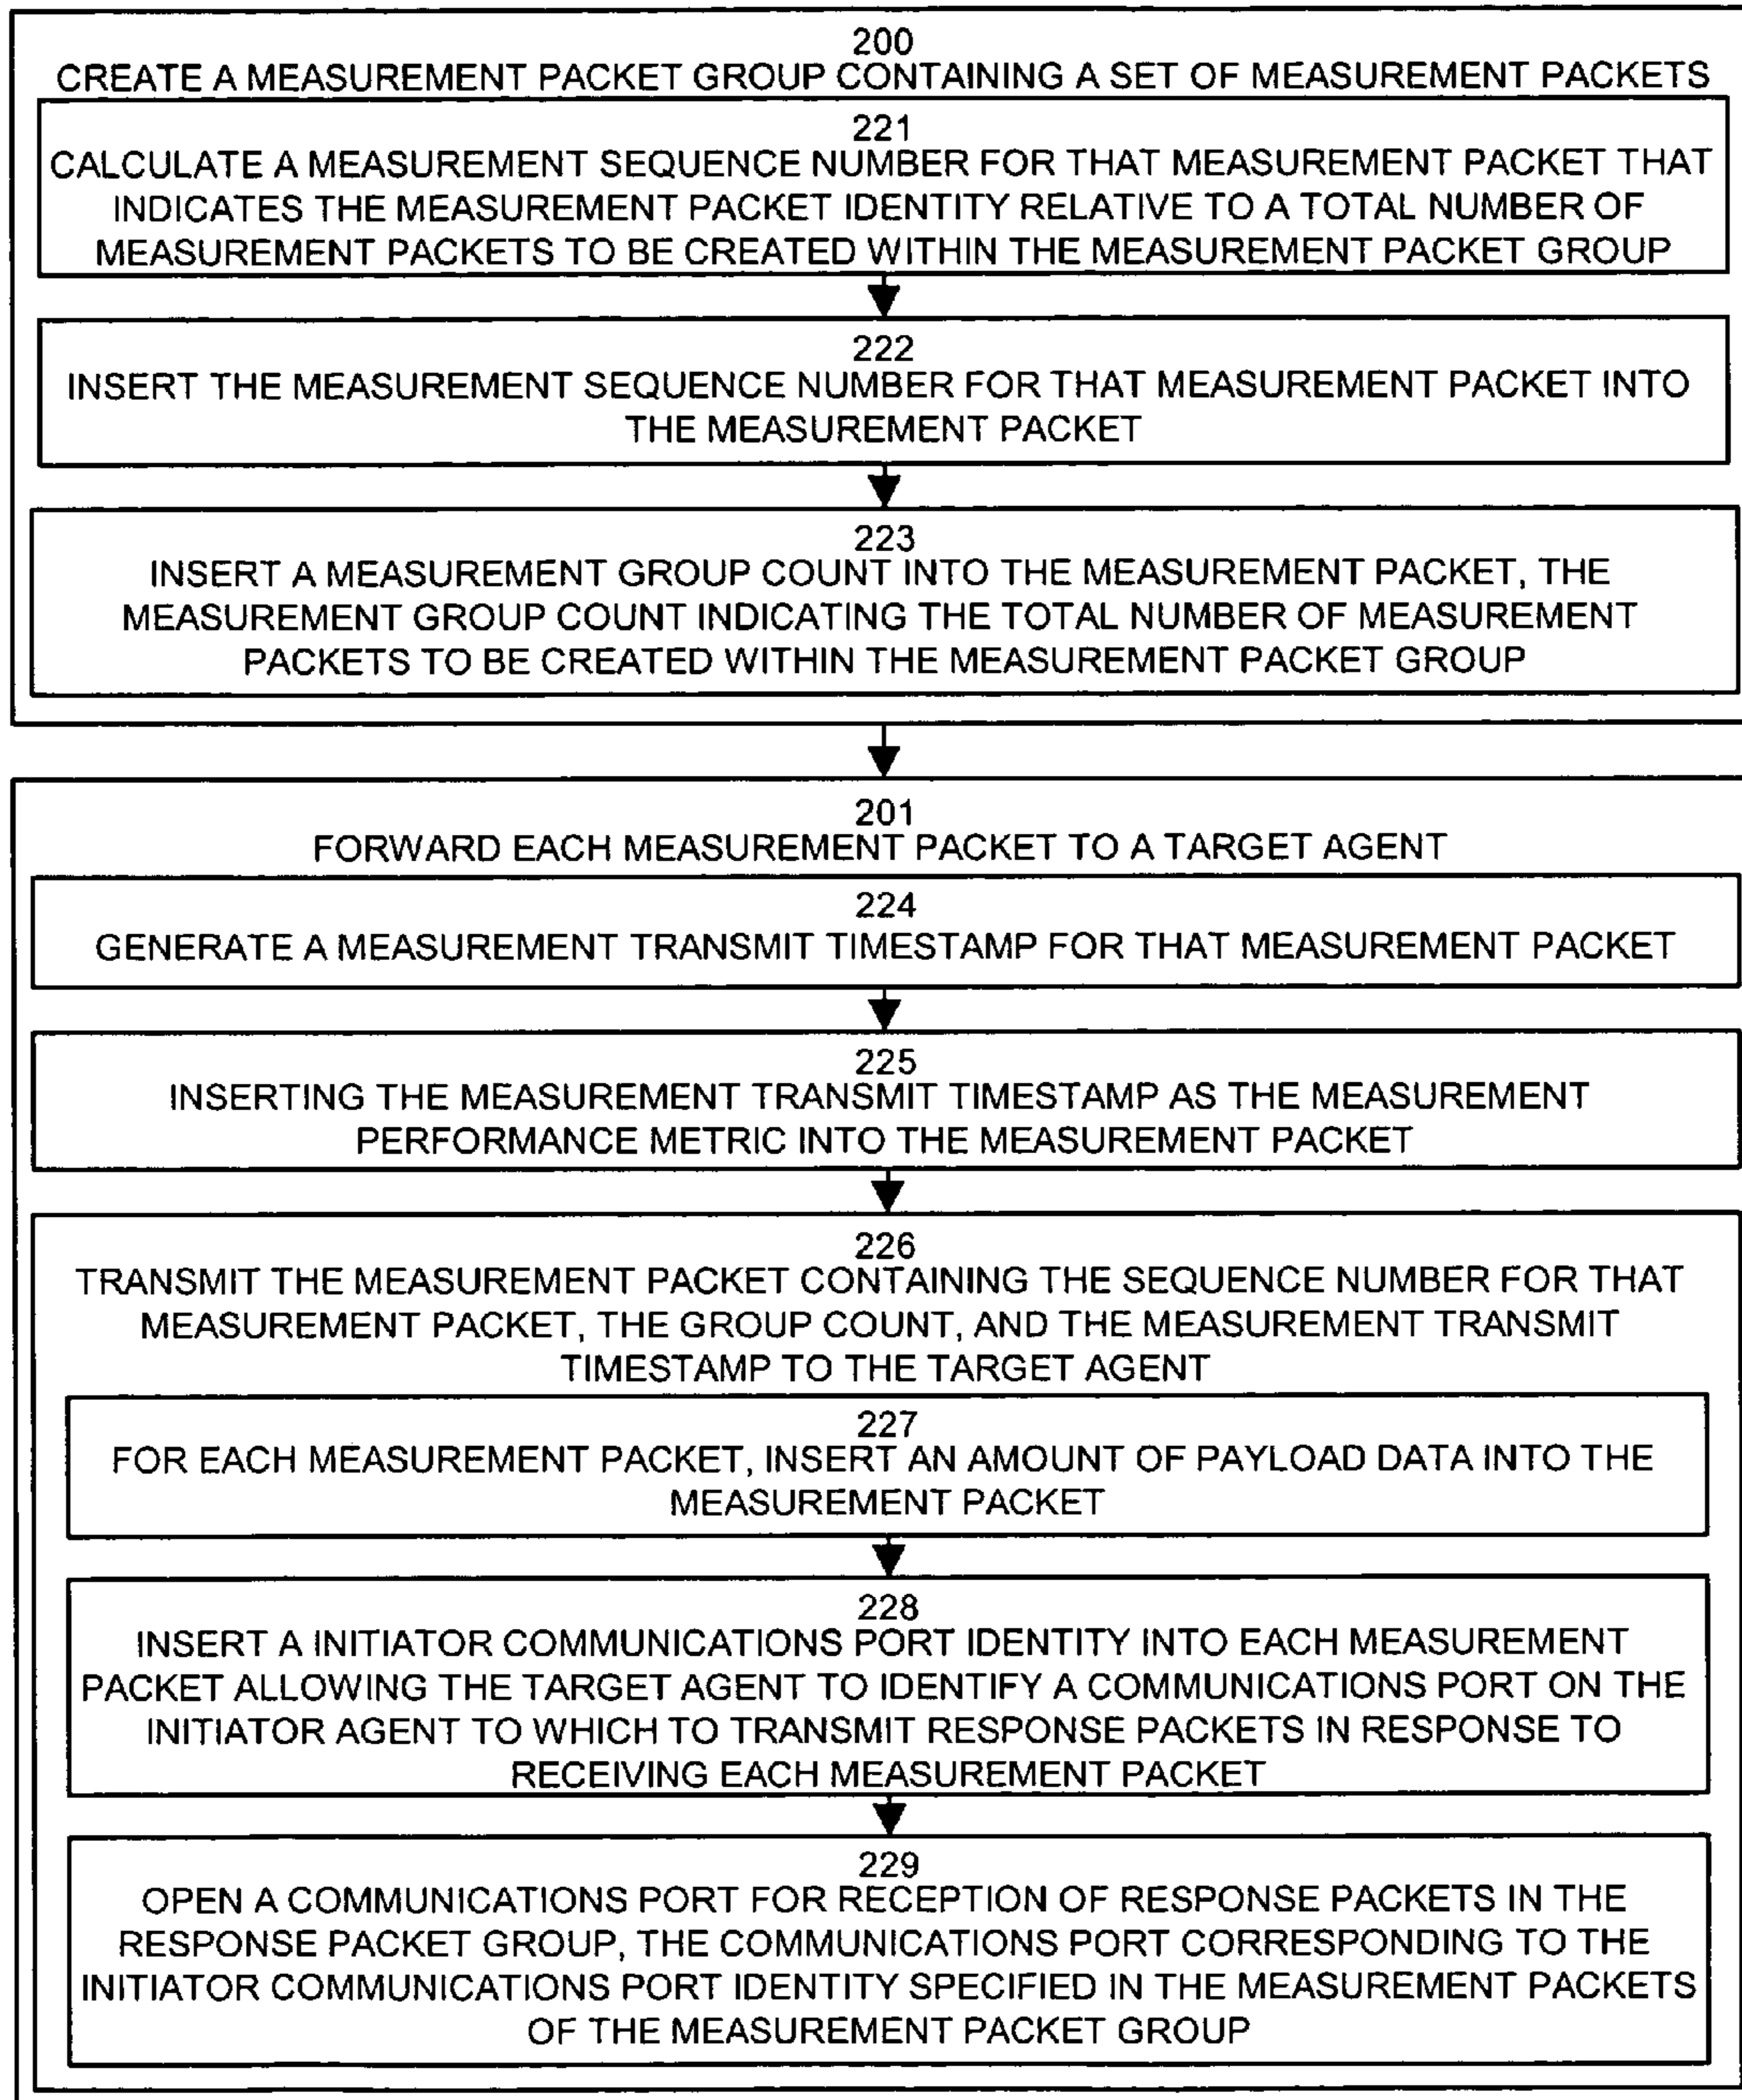 200
CREATE A MEASUREMENT PACKET GROUP CONTAINING A SET OF MEASUREMENT PACKETS
221
CALCULATE A MEASUREMENT SEQUENCE NUMBER FOR THAT MEASUREMENT PACKET THAT
INDICATES THE MEASUREMENT PACKET IDENTITY RELATIVE TO A TOTAL NUMBER OF
MEASUREMENT PACKETS TO BE CREATED WITHIN THE MEASUREMENT PACKET GROUP
222
INSERT THE MEASUREMENT SEQUENCE NUMBER FOR THAT MEASUREMENT PACKET INTO
THE MEASUREMENT PACKET
223
INSERT A MEASUREMENT GROUP COUNT INTO THE MEASUREMENT PACKET, THE
MEASUREMENT GROUP COUNT INDICATING THE TOTAL NUMBER OF MEASUREMENT
PACKETS TO BE CREATED WITHIN THE MEASUREMENT PACKET GROUP
201
FORWARD EACH MEASUREMENT PACKET TO A TARGET AGENT
224
GENERATE A MEASUREMENT TRANSMIT TIMESTAMP FOR THAT MEASUREMENT PACKET
225
INSERTING THE MEASUREMENT TRANSMIT TIMESTAMP AS THE MEASUREMENT
PERFORMANCE METRIC INTO THE MEASUREMENT PACKET
226
TRANSMIT THE MEASUREMENT PACKET CONTAINING THE SEQUENCE NUMBER FOR THAT
MEASUREMENT PACKET, THE GROUP COUNT, AND THE MEASUREMENT TRANSMIT
TIMESTAMP TO THE TARGET AGENT
227
FOR EACH MEASUREMENT PACKET, INSERT AN AMOUNT OF PAYLOAD DATA INTO THE
MEASUREMENT PACKET
228
INSERT A INITIATOR COMMUNICATIONS PORT IDENTITY INTO EACH MEASUREMENT
PACKET ALLOWING THE TARGET AGENT TO IDENTIFY A COMMUNICATIONS PORT ON THE
INITIATOR AGENT TO WHICH TO TRANSMIT RESPONSE PACKETS IN RESPONSE TO
RECEIVING EACH MEASUREMENT PACKET
229
OPEN A COMMUNICATIONS PORT FOR RECEPTION OF RESPONSE PACKETS IN THE
RESPONSE PACKET GROUP, THE COMMUNICATIONS PORT CORRESPONDING TO THE
INITIATOR COMMUNICATIONS PORT IDENTITY SPECIFIED IN THE MEASUREMENT PACKETS
OF THE MEASUREMENT PACKET GROUP